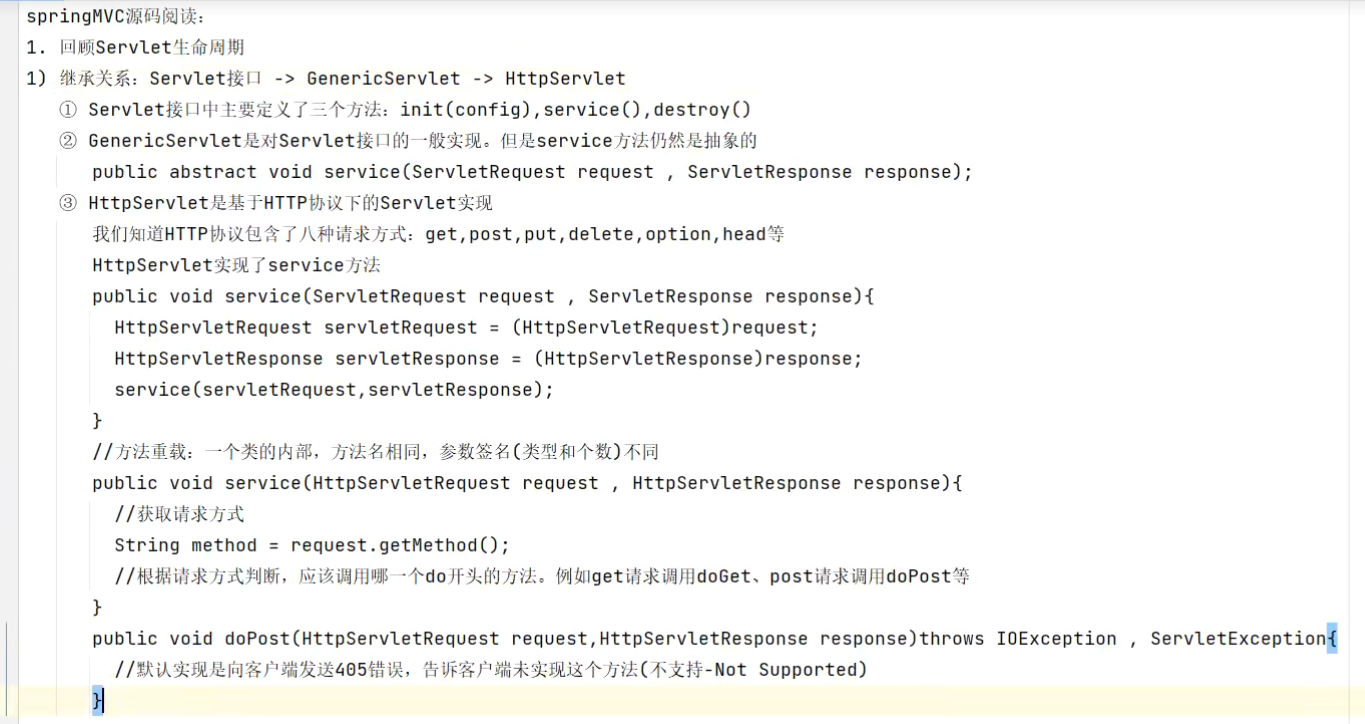 springMVC源码阅读：
1. 回顾Servlet生命周期
1) 继承关系：Servlet接口 -> GenericServlet -> HttpServlet
① Servlet接口中主要定义了三个方法：init(config),service(),destroy()
② GenericServlet是对Servlet接口的一般实现。但是service方法仍然是抽象的
public abstract void service(ServletRequest request , ServletResponse response);
③ HttpServlet是基于HTTP协议下的Servlet实现
我们知道HTTP协议包含了八种请求方式：get,post,put,delete,option,head等
HttpServlet实现了service方法
public void service(ServletRequest request , ServletResponse response){
HttpServletRequest servletRequest = (HttpServletRequest)request;
HttpServletResponse servletResponse = (HttpServletResponse)response;
service(servletRequest,servletResponse);
}
//方法重载：一个类的内部，方法名相同，参数签名(类型和个数)不同
public void service(HttpServletRequest request , HttpServletResponse response){
//获取请求方式
String method = request.getMethod();
//根据请求方式判断，应该调用哪一个do开头的方法。例如get请求调用doGet、post请求调用doPost等
}
public void doPost(HttpServletRequest request,HttpServletResponse response)throws IOException , ServletException{
//默认实现是向客户端发送405错误，告诉客户端未实现这个方法(不支持-Not Supported)
}